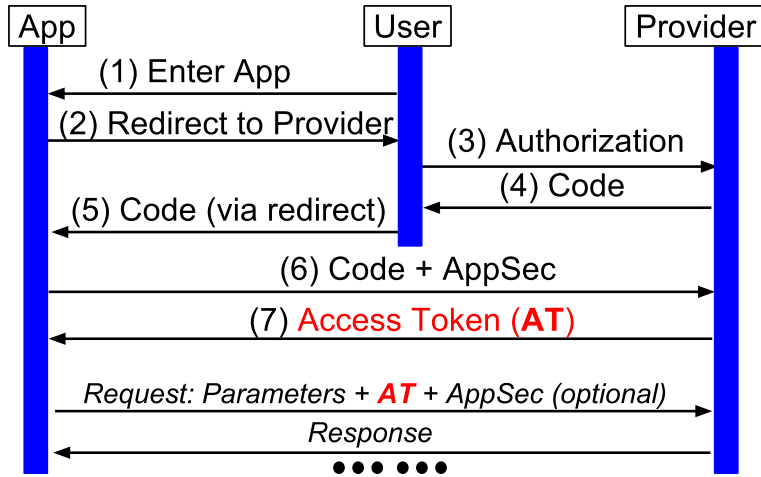 App
User
Provider
(1) Enter App
(2) Redirect to Provider
(3) Authorization
(4) Code
(5) Code (via redirect)
(6) Code + AppSec
(7) Access Token (AT)
Request: Parameters + AT + AppSec (optional)
Response